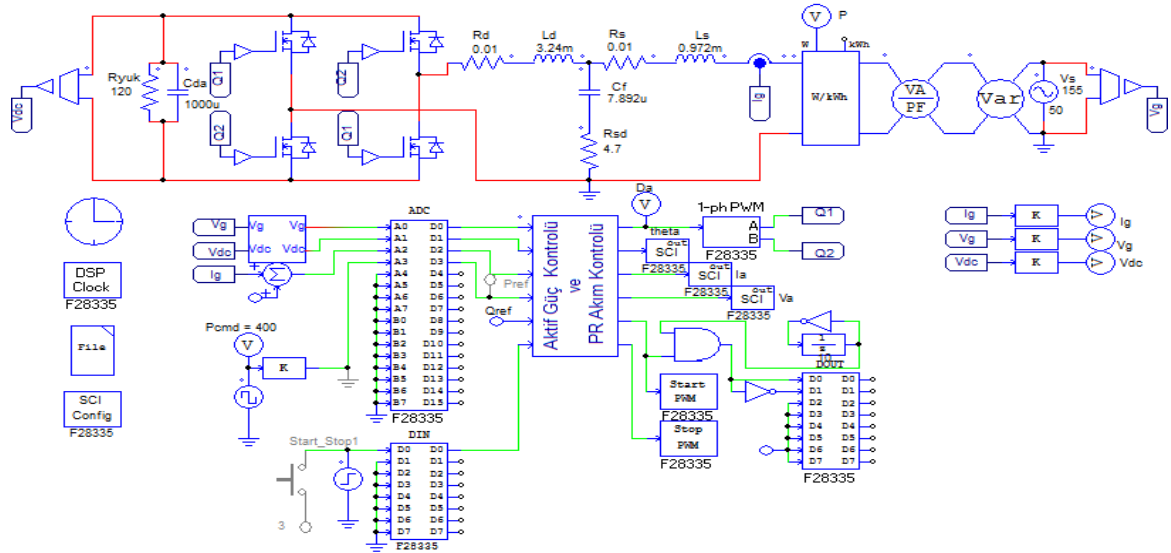 Vdc
Ryuk
120
Cda
1000u
Q1
Q2
Q2
Q1
Rd
0.01
Ld
3.24m
Rs
0.01
Ls
0.972m
Cf
7.892u
Rsd
4.7
Ig
V
P
W
kWh
W/kWh
VA
PF
Var
Vs
155
50
Vg
DSP
Clock
F28335
File
SCI
Config
F28335
Vg
Vdc
Ig
Vg
Vdc
Vg
Vdc
Pcmd = 400
V
K
ADC
A0 D0
A1 D1
A2 D2
A3 D3
A4 D4
A5 D5
A6 D6
A7 D7
B0 D8
B1 D9
B2 D10
B3 D11
B4 D12
B5 D13
B6 D14
B7 D15
F28335
Pref
Qref
Aktif Güç Kontrolü
ve
PR Akım Kontrolü
Da
V
theta
out
SCI
F28335
out
SCI
F28335
Ia
out
SCI
F28335
Va
1-ph PWM
A
B
F28335
Q1
Q2
Ig
Vg
Vdc
K
K
K
V
V
V
Ig
Vg
Vdc
Start
PWM
F28335
Stop
PWM
F28335
DOUT
D0 D0
D1 D1
D2 D2
D3 D3
D4 D4
D5 D5
D6 D6
D7 D7
F28335
Start_Stop1
3
DIN
D0 D0
D1 D1
D2 D2
D3 D3
D4 D4
D5 D5
D6 D6
D7 D7
F28335